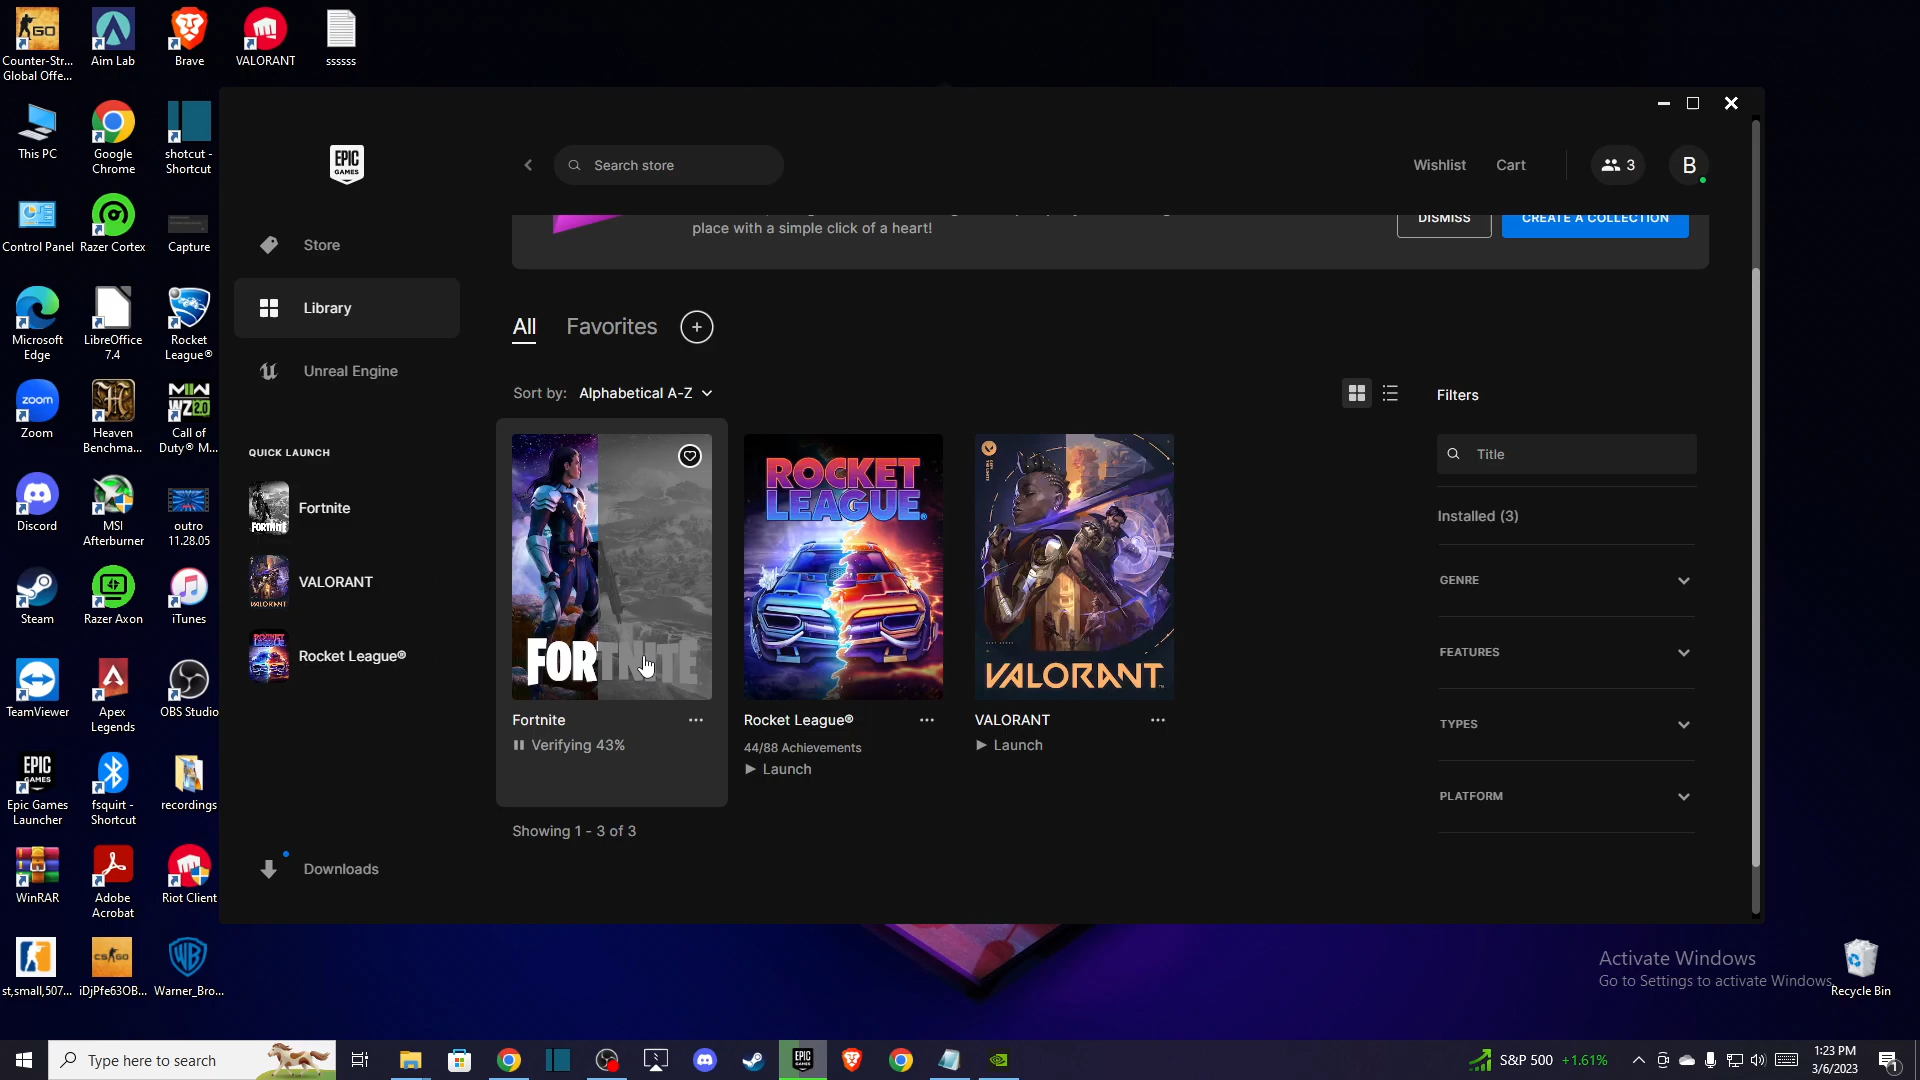 Counter-Str...
Global Offe...
Aim Lab
Brave
VALORANT
ssssss
This PC
Google
Chrome
shotcut -
Shortcut
Control Panel
Razer Cortex
Capture
Microsoft
Edge
LibreOffice
7.4
Rocket
League®
Zoom
Heaven
Benchma...
Call of
Duty® M...
Discord
MSI
Afterburner
outro
11.28.05
Steam
Razer Axon
iTunes
TeamViewer
Apex
Legends
OBS Studio
Epic Games
Launcher
fsquirt -
Shortcut
recordings
WinRAR
Adobe
Acrobat
Riot Client
st,small,507...
iDjPfe63OB...
Warner_Bro...
EPIC
GAMES
Search store
Wishlist
Cart
3
B
Store
Library
Unreal Engine
QUICK LAUNCH
Fortnite
VALORANT
Rocket League®
Downloads
place with a simple click of a heart!
DISMISS
CREATE A COLLECTION
All
Favorites
+
Sort by: Alphabetical A-Z
FORTNITE
Fortnite
Verifying 43%
ROCKET
LEAGUE
Rocket League®
44/88 Achievements
Launch
VALORANT
VALORANT
Launch
Showing 1 - 3 of 3
Filters
Title
Installed (3)
GENRE
FEATURES
TYPES
PLATFORM
Activate Windows
Go to Settings to activate Windows.
Recycle Bin
Type here to search
S&P 500 +1.61%
1:23 PM
3/6/2023
1